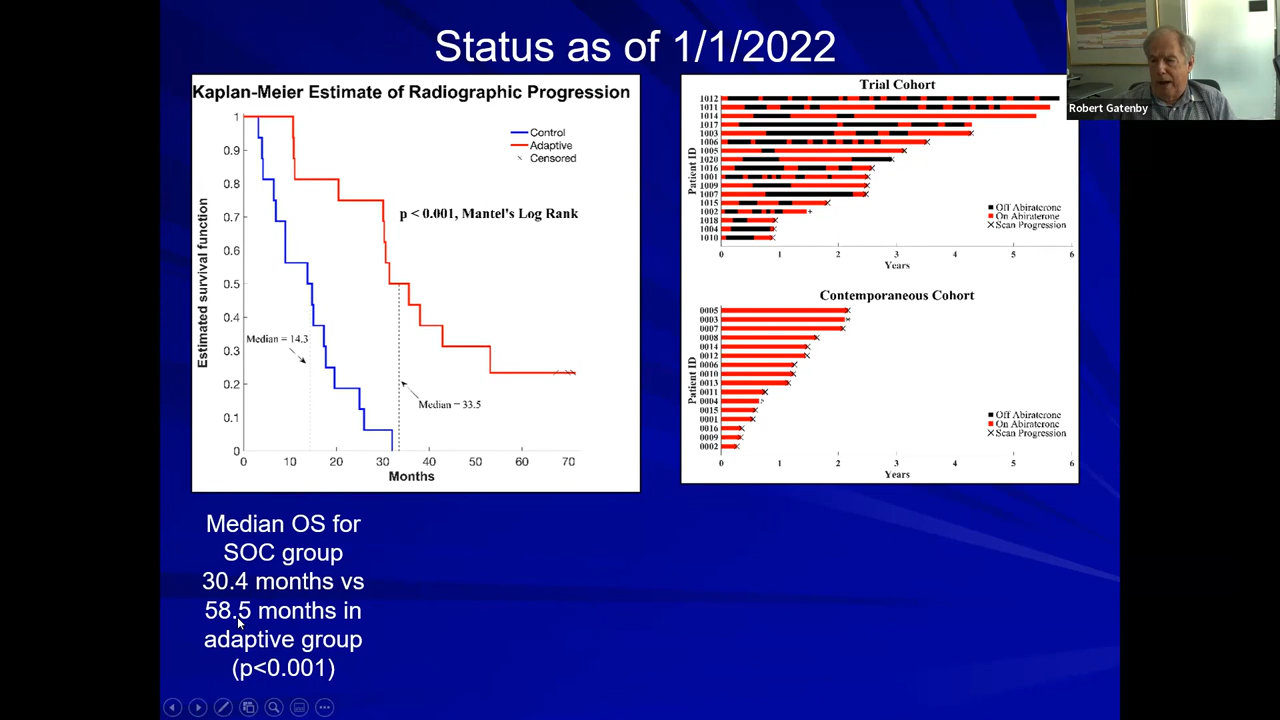 Status as of 1/1/2022
Robert Gatenby
Kaplan-Meier Estimate of Radiographic Progression
Control
Adaptive
Censored
p < 0.001, Mantel's Log Rank
Median = 14.3
Median = 33.5
Estimated survival function
1
0.9
0.8
0.7
0.6
0.5
0.4
0.3
0.2
0.1
0
0 10 20 30 40 50 60 70
Months
Trial Cohort
Patient ID
1012
1011
1014
1017
1003
1006
1005
1020
1016
1001
1009
1007
1015
1002
1018
1004
1010
Off Abiraterone
On Abiraterone
Scan Progression
0 1 2 3 4 5 6
Years
Contemporaneous Cohort
Patient ID
0005
0003
0007
0008
0014
0012
0006
0010
0013
0011
0004
0015
0001
0016
0009
0002
Off Abiraterone
On Abiraterone
Scan Progression
0 1 2 3 4 5 6
Years
Median OS for
SOC group
30.4 months vs
58.5 months in
adaptive group
(p<0.001)